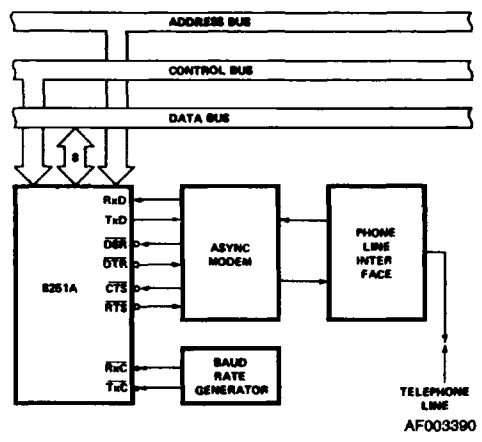 ADDRESS BUS
CONTROL BUS
DATA BUS
8
8251A
RxD
TxD
DSR
DTR
CTS
RTS
RxC
TxC
ASYNC
MODEM
BAUD
RATE
GENERATOR
PHONE
LINE
INTER
FACE
TELEPHONE
LINE
AF003390